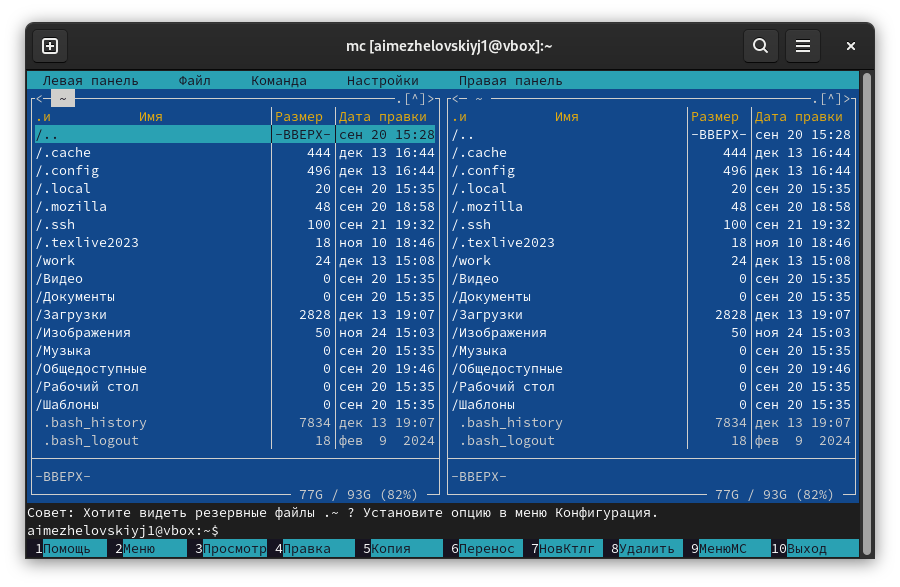 mc [aimezhelovskiyj1@vbox]:~
Левая панель Файл Команда Настройки Правая панель
<- ~ .[^]> <- ~ .[^]>
.и Имя Размер Дата правки .и Имя Размер Дата правки
/.. -ВВЕРХ- сен 20 15:28 /.. -ВВЕРХ- сен 20 15:28
/.cache 444 дек 13 16:44 /.cache 444 дек 13 16:44
/.config 496 дек 13 16:44 /.config 496 дек 13 16:44
/.local 20 сен 20 15:35 /.local 20 сен 20 15:35
/.mozilla 48 сен 20 18:58 /.mozilla 48 сен 20 18:58
/.ssh 100 сен 21 19:32 /.ssh 100 сен 21 19:32
/.texlive2023 18 ноя 10 18:46 /.texlive2023 18 ноя 10 18:46
/work 24 дек 13 15:08 /work 24 дек 13 15:08
/Видео 0 сен 20 15:35 /Видео 0 сен 20 15:35
/Документы 0 сен 20 15:35 /Документы 0 сен 20 15:35
/Загрузки 2828 дек 13 19:07 /Загрузки 2828 дек 13 19:07
/Изображения 50 ноя 24 15:03 /Изображения 50 ноя 24 15:03
/Музыка 0 сен 20 15:35 /Музыка 0 сен 20 15:35
/Общедоступные 0 сен 20 19:46 /Общедоступные 0 сен 20 19:46
/Рабочий стол 0 сен 20 15:35 /Рабочий стол 0 сен 20 15:35
/Шаблоны 0 сен 20 15:35 /Шаблоны 0 сен 20 15:35
.bash_history 7834 дек 13 19:07 .bash_history 7834 дек 13 19:07
.bash_logout 18 фев 9 2024 .bash_logout 18 фев 9 2024
-ВВЕРХ- -ВВЕРХ-
77G / 93G (82%) 77G / 93G (82%)
Совет: Хотите видеть резервные файлы .~ ? Установите опцию в меню Конфигурация.
aimezhelovskiyj1@vbox:~$
1Помощь 2Меню 3Просмотр 4Правка 5Копия 6Перенос 7НовКтлг 8Удалить 9МенюMC 10Выход